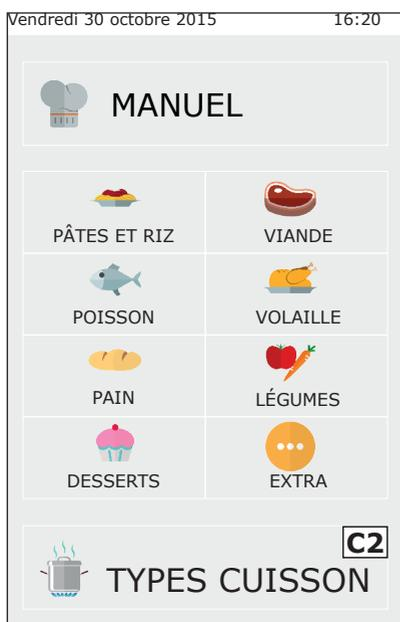 Vendredi 30 octobre 2015 16:20
MANUEL
PÂTES ET RIZ VIANDE
POISSON VOLAILLE
PAIN LÉGUMES
DESSERTS EXTRA
C2
TYPES CUISSON